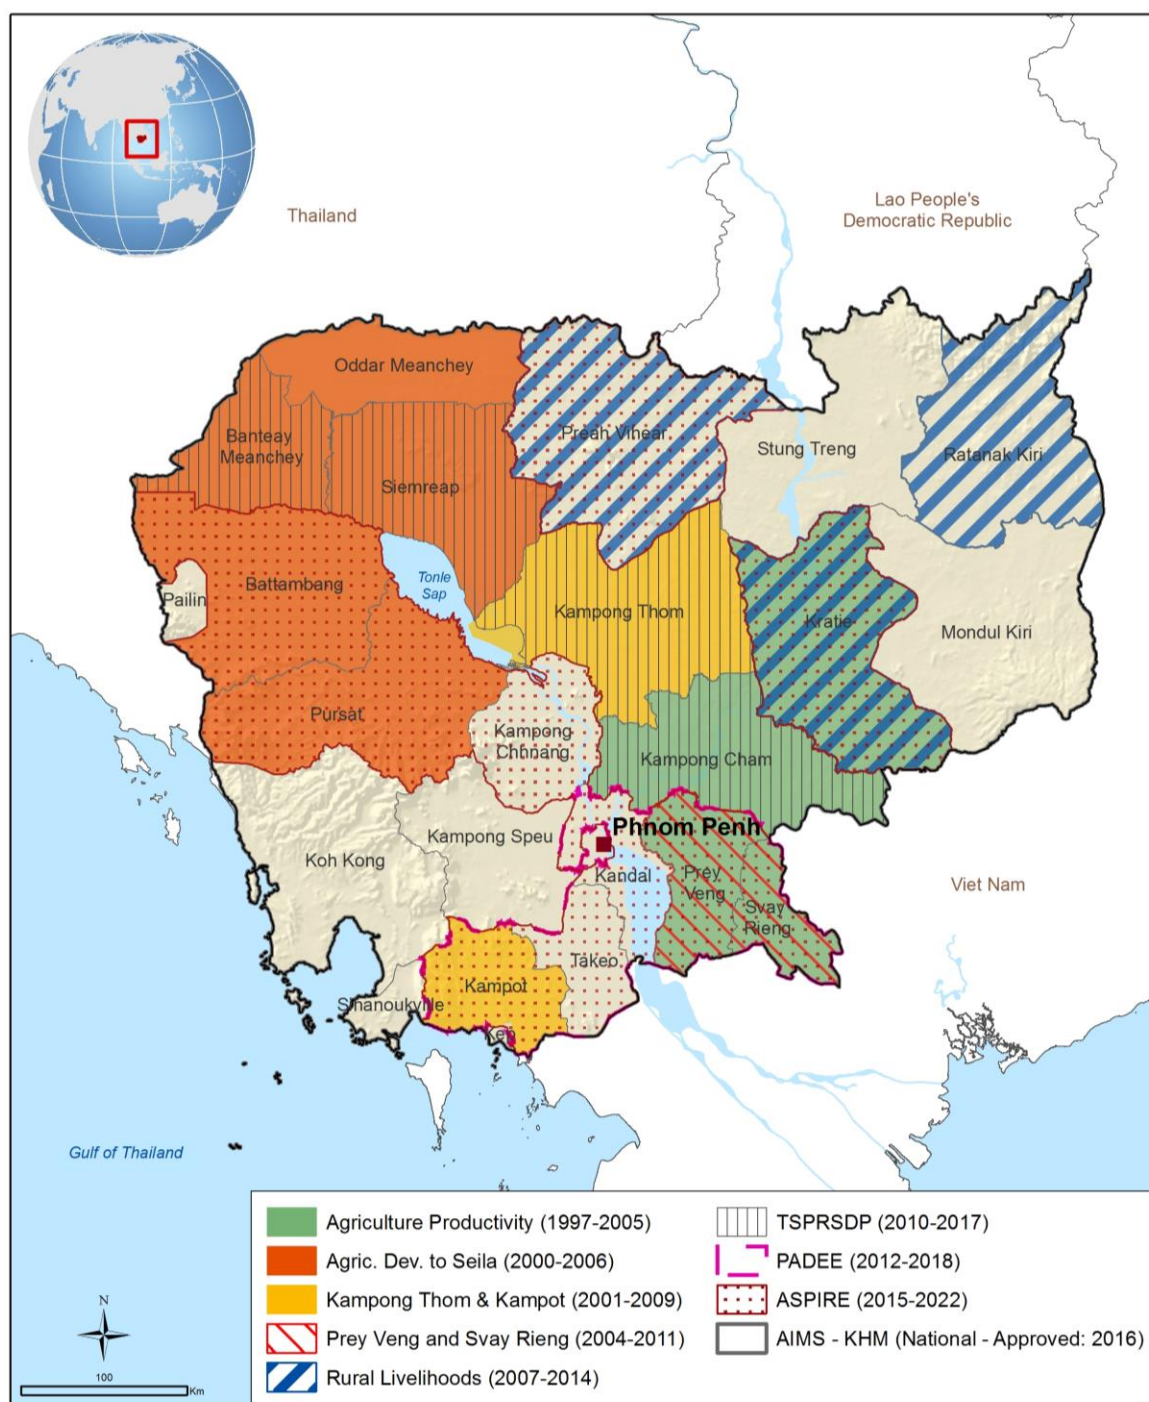 Thailand
Lao People's
Democratic Republic
Oddar Meanchey
Banteay
Meanchey
Siemreap
Preah Vihear
Stung Treng
Ratanak Kiri
Tonle
Sap
Battambang
Pailin
Kampong Thom
Kratie
Mondul Kiri
Pursat
Kampong
Chhnang
Kampong Cham
Phnom Penh
Kampong Speu
Koh Kong
Kandal
Prey
Veng
Svay
Rieng
Viet Nam
Takeo
Kampot
Sihanoukville
Kep
Gulf of Thailand
Agriculture Productivity (1997-2005)
Agric. Dev. to Seila (2000-2006)
Kampong Thom & Kampot (2001-2009)
Prey Veng and Svay Rieng (2004-2011)
Rural Livelihoods (2007-2014)
TSPRSDP (2010-2017)
PADEE (2012-2018)
ASPIRE (2015-2022)
AIMS - KHM (National - Approved: 2016)
N
100
Km